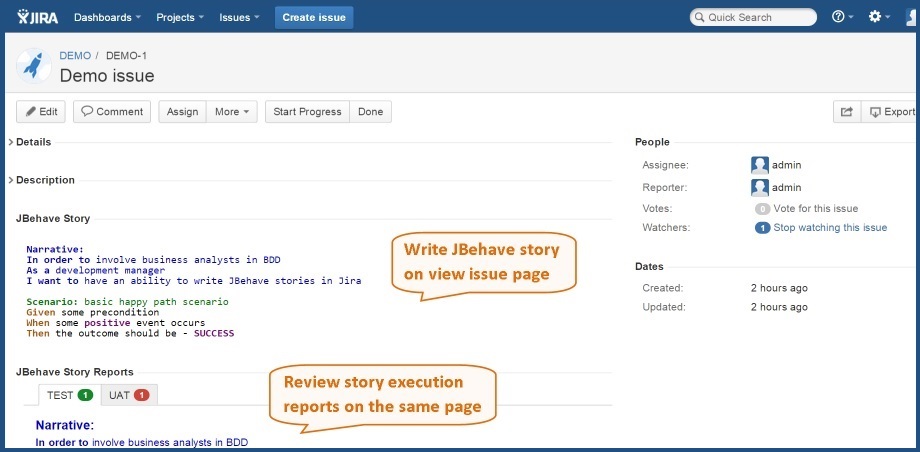 JIRA Dashboards Projects Issues Create issue Quick Search
DEMO / DEMO-1
Demo issue
Edit Comment Assign More Start Progress Done Export
Details
People
Assignee: admin
Description
Reporter: admin
Votes: 0 Vote for this issue
JBehave Story
Watchers: 1 Stop watching this issue
Narrative:
In order to involve business analysts in BDD
As a development manager
I want to have an ability to write JBehave stories in Jira
Write JBehave story
on view issue page
Dates
Created: 2 hours ago
Updated: 2 hours ago
Scenario: basic happy path scenario
Given some precondition
When some positive event occurs
Then the outcome should be - SUCCESS
JBehave Story Reports
TEST 1 UAT 1
Review story execution
reports on the same page
Narrative:
In order to involve business analysts in BDD